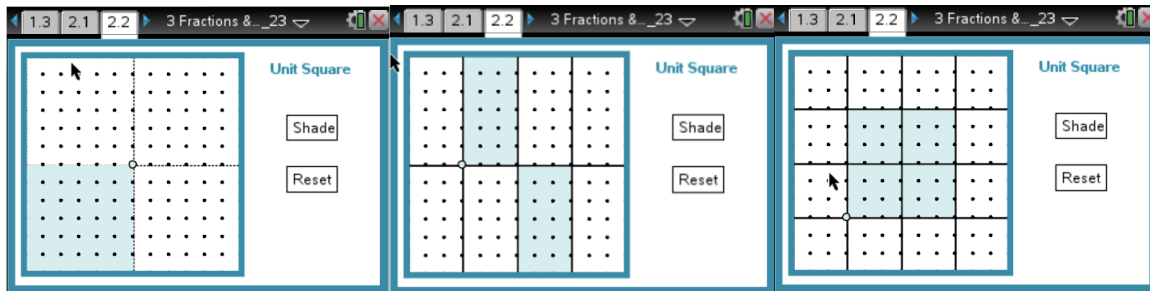 1.3 2.1 2.2 3 Fractions &..._23
Unit Square
Shade
Reset
1.3 2.1 2.2 3 Fractions &..._23
Unit Square
Shade
Reset
1.3 2.1 2.2 3 Fractions &..._23
Unit Square
Shade
Reset